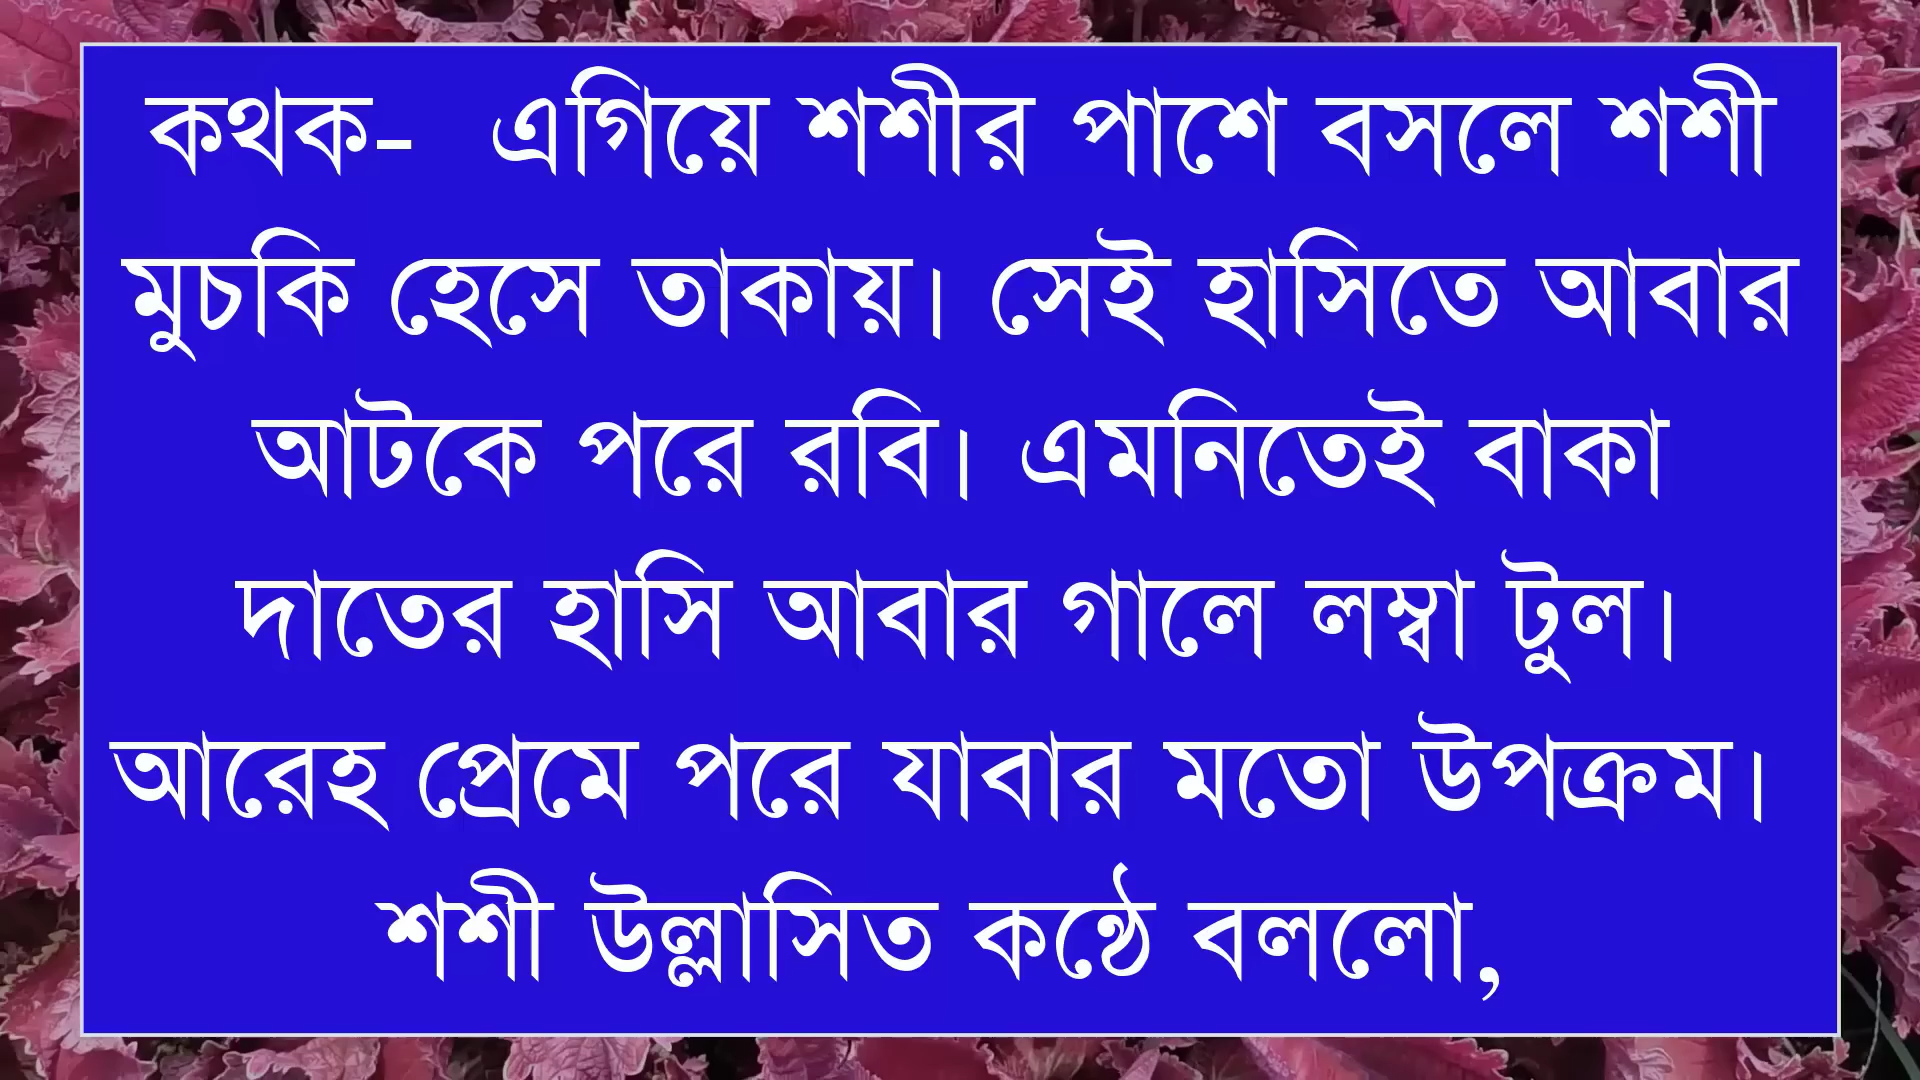 কথক-  এগিয়ে শশীর পাশে বসলে শশী
মুচকি হেসে তাকায়। সেই হাসিতে আবার
আটকে পরে রবি। এমনিতেই বাকা
দাতের হাসি আবার গালে লম্বা টুল।
আরেহ প্রেমে পরে যাবার মতো উপক্রম।
শশী উল্লাসিত কন্ঠে বললো,